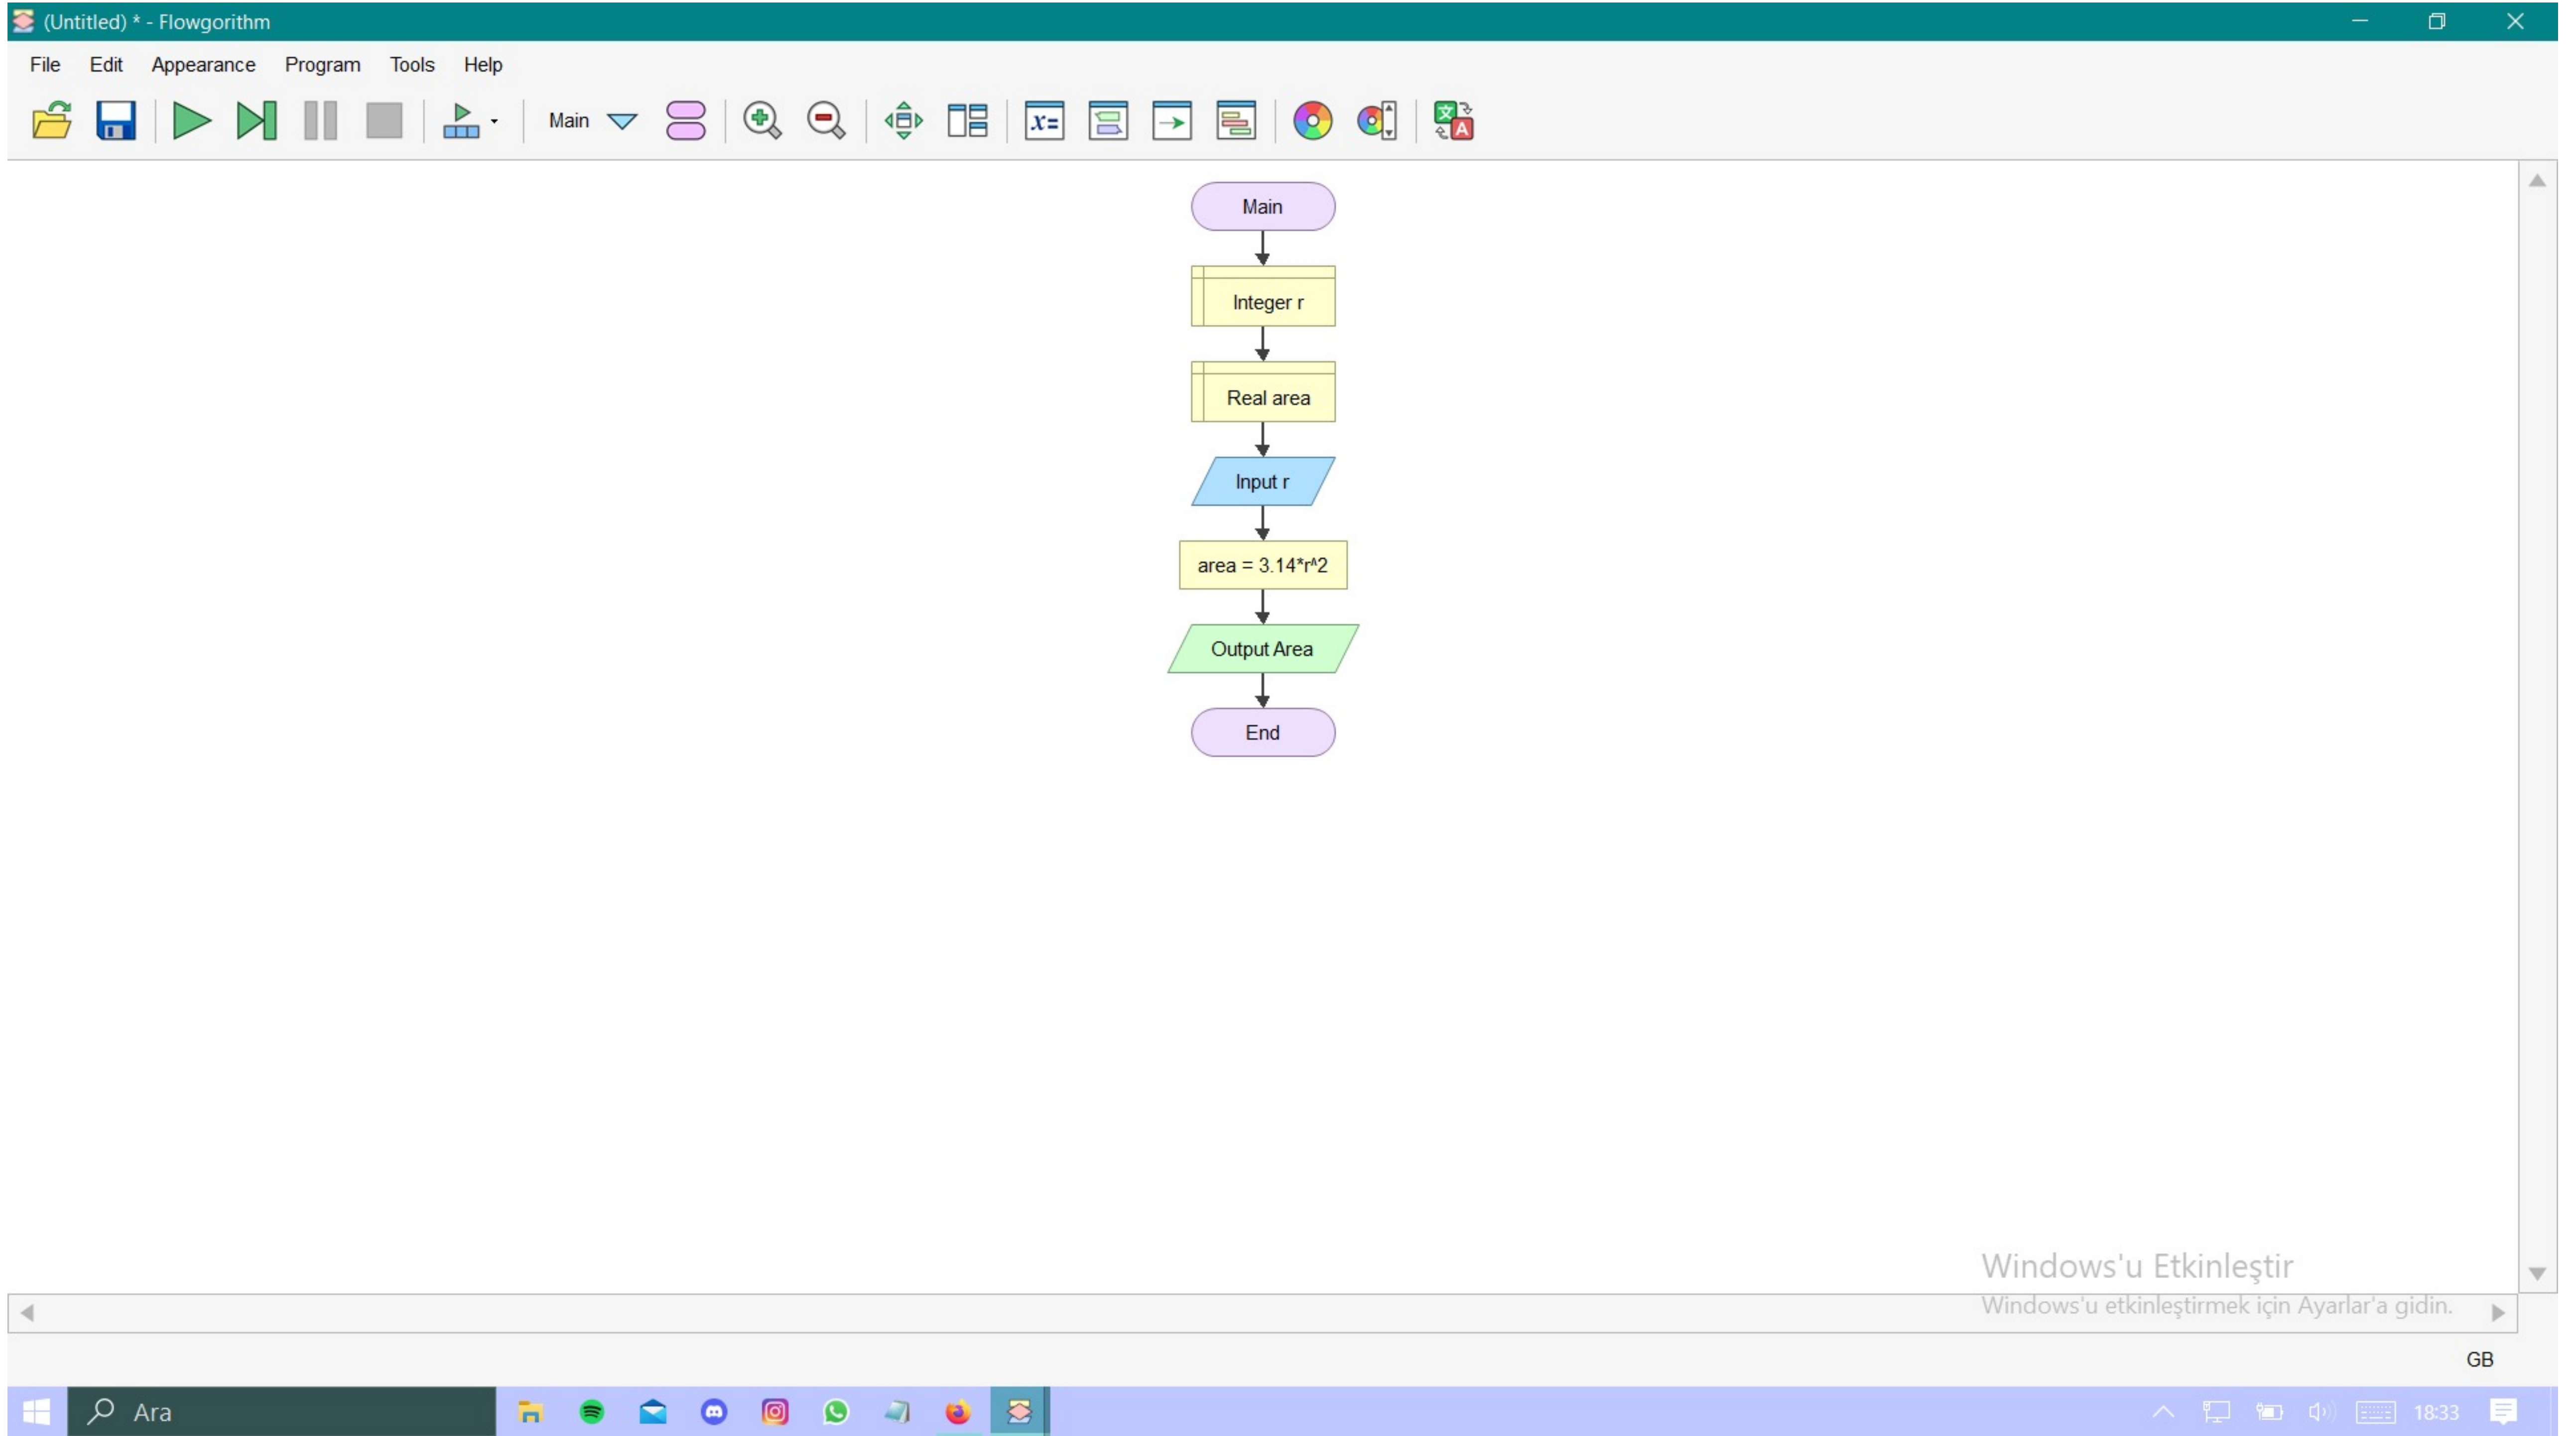 (Untitled) * - Flowgorithm
File Edit Appearance Program Tools Help
Main
x=
Main
Integer r
Real area
Input r
area = 3.14*r^2
Output Area
End
Windows'u Etkinleştir
Windows'u etkinleştirmek için Ayarlar'a gidin.
GB
Ara
18:33